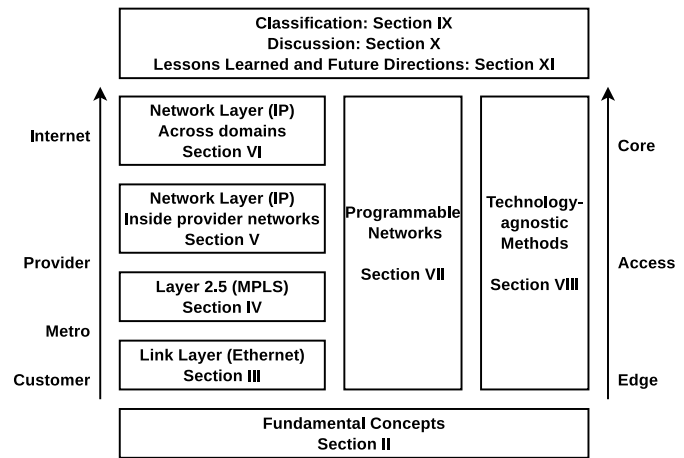 Classification: Section IX
Discussion: Section X
Lessons Learned and Future Directions: Section XI
Internet
Provider
Metro
Customer
Network Layer (IP)
Across domains
Section VI
Network Layer (IP)
Inside provider networks
Section V
Layer 2.5 (MPLS)
Section IV
Link Layer (Ethernet)
Section III
Programmable
Networks
Section VII
Technology-
agnostic
Methods
Section VIII
Core
Access
Edge
Fundamental Concepts
Section II